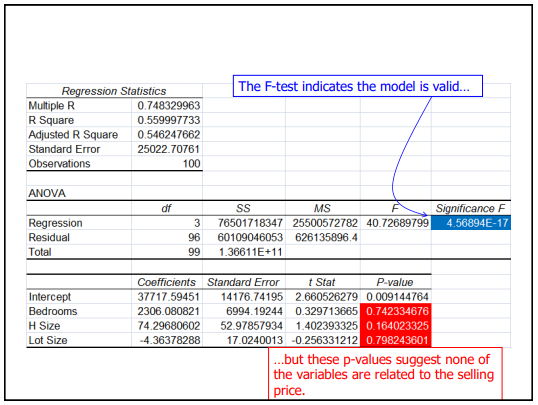 The F-test indicates the model is valid...
Regression Statistics
Multiple R 0.748329963
R Square 0.559997733
Adjusted R Square 0.546247662
Standard Error 25022.70761
Observations 100
ANOVA
df SS MS F Significance F
Regression 3 76501718347 25500572782 40.72689799 4.56894E-17
Residual 96 60109046053 626135896.4
Total 99 1.36611E+11
Coefficients Standard Error t Stat P-value
Intercept 37717.59451 14176.74195 2.660526279 0.009144764
Bedrooms 2306.080821 6994.19244 0.329713665 0.742334676
H Size 74.29680602 52.97857934 1.402393325 0.164023325
Lot Size -4.36378288 17.0240013 -0.256331212 0.798243601
...but these p-values suggest none of
the variables are related to the selling
price.